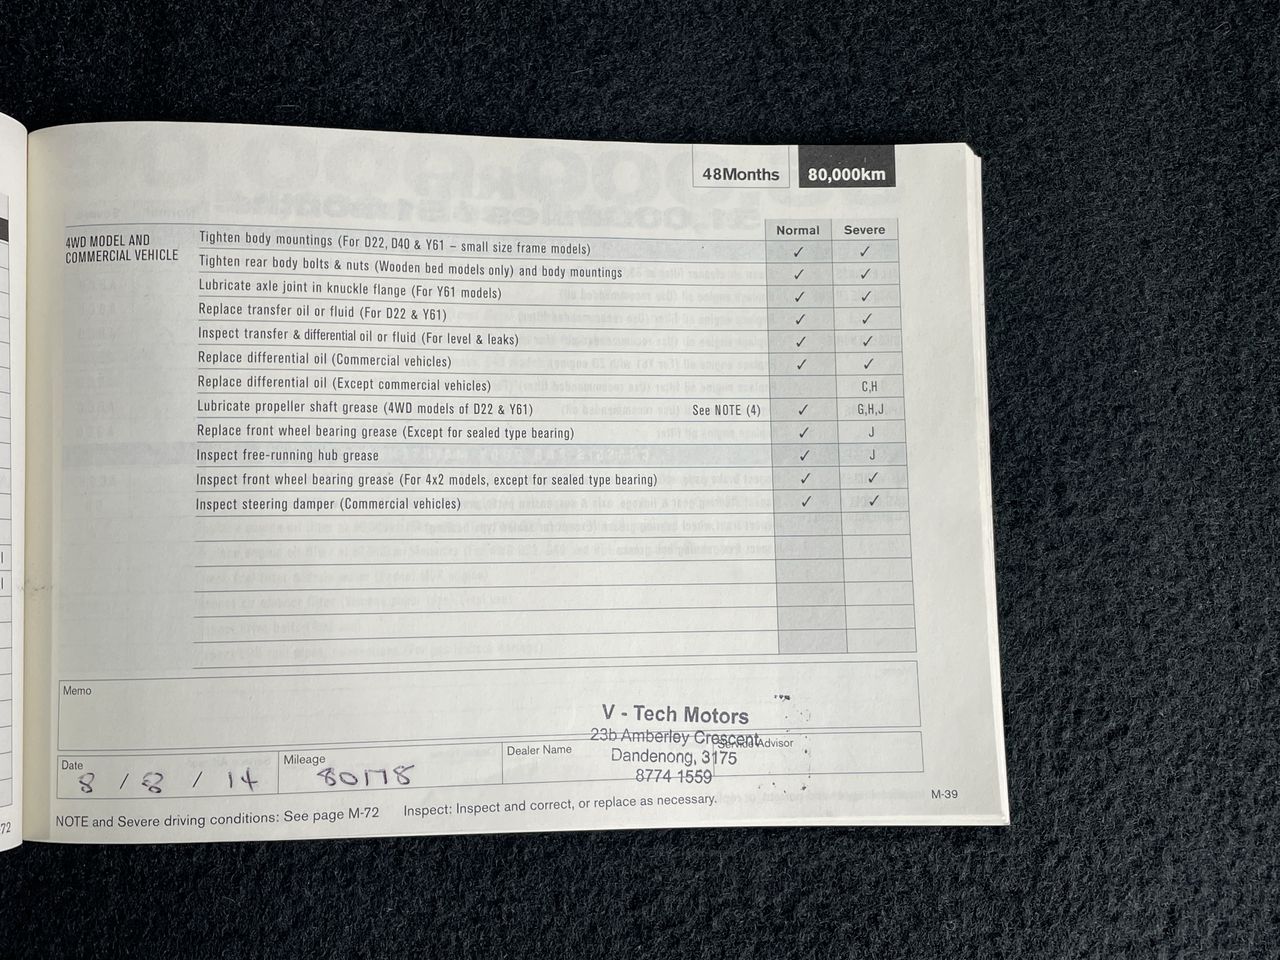 48Months 80,000km
Normal Severe
4WD MODEL AND
COMMERCIAL VEHICLE
Tighten body mountings (For D22, D40 & Y61 – small size frame models) ✓ ✓
Tighten rear body bolts & nuts (Wooden bed models only) and body mountings ✓ ✓
Lubricate axle joint in knuckle flange (For Y61 models) ✓ ✓
Replace transfer oil or fluid (For D22 & Y61) ✓ ✓
Inspect transfer & differential oil or fluid (For level & leaks) ✓ ✓
Replace differential oil (Commercial vehicles) ✓ ✓
Replace differential oil (Except commercial vehicles) C,H
Lubricate propeller shaft grease (4WD models of D22 & Y61) See NOTE (4) ✓ G,H,J
Replace front wheel bearing grease (Except for sealed type bearing) ✓ J
Inspect free-running hub grease ✓ J
Inspect front wheel bearing grease (For 4x2 models, except for sealed type bearing) ✓ ✓
Inspect steering damper (Commercial vehicles) ✓ ✓
Memo
V - Tech Motors
23b Amberley Crescent
Dandenong, 3175
8774 1559
Date
8 / 8 / 14
Mileage
80178
Dealer Name
Service Advisor
NOTE and Severe driving conditions: See page M-72 Inspect: Inspect and correct, or replace as necessary.
M-39
-72